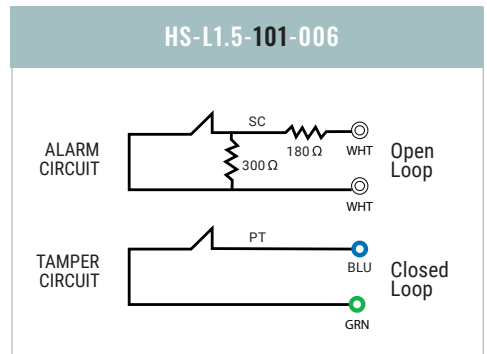 HS-L1.5-101-006
ALARM
CIRCUIT
SC
300 Ω
180 Ω
WHT
Open
Loop
WHT
TAMPER
CIRCUIT
PT
BLU
Closed
Loop
GRN